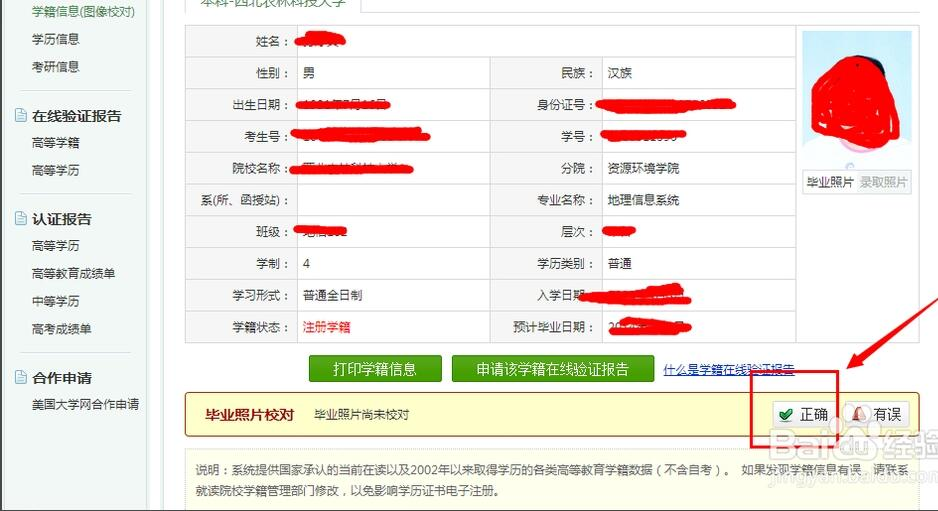 本科-西北农林科技大学
学籍信息(图像校对)
学历信息
考研信息
在线验证报告
高等学籍
高等学历
认证报告
高等学历
高等教育成绩单
中等学历
高考成绩单
合作申请
美国大学网合作申请
姓名：
性别： 男 民族： 汉族
出生日期： 身份证号：
考生号： 学号：
院校名称： 分院： 资源环境学院
系(所、函授站)： 专业名称： 地理信息系统
班级： 层次：
学制： 4 学历类别： 普通
学习形式： 普通全日制 入学日期
学籍状态： 注册学籍 预计毕业日期：
毕业照片 录取照片
打印学籍信息 申请该学籍在线验证报告 什么是学籍在线验证报告
毕业照片校对 毕业照片尚未校对 正确 有误
说明：系统提供国家承认的当前在读以及2002年以来取得学历的各类高等教育学籍数据（不含自考）。 如果发现学籍信息有误，请联系
就读院校学籍管理部门修改，以免影响学历证书电子注册。
Baidu经验
jingyan.baidu.com